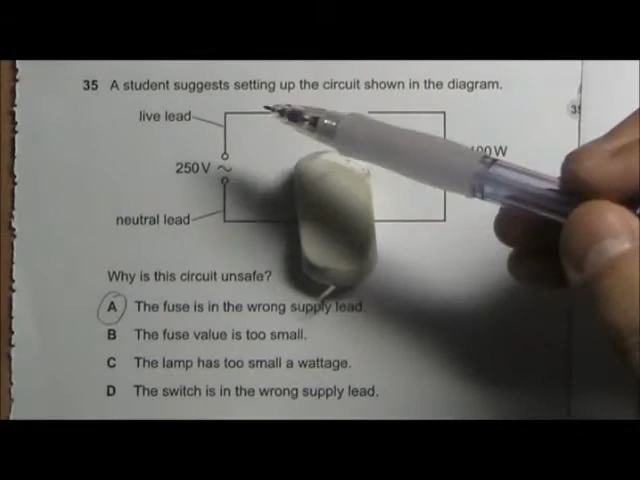 35 A student suggests setting up the circuit shown in the diagram.
live lead
250 V ~
neutral lead
Why is this circuit unsafe?
A The fuse is in the wrong supply lead.
B The fuse value is too small.
C The lamp has too small a wattage.
D The switch is in the wrong supply lead.